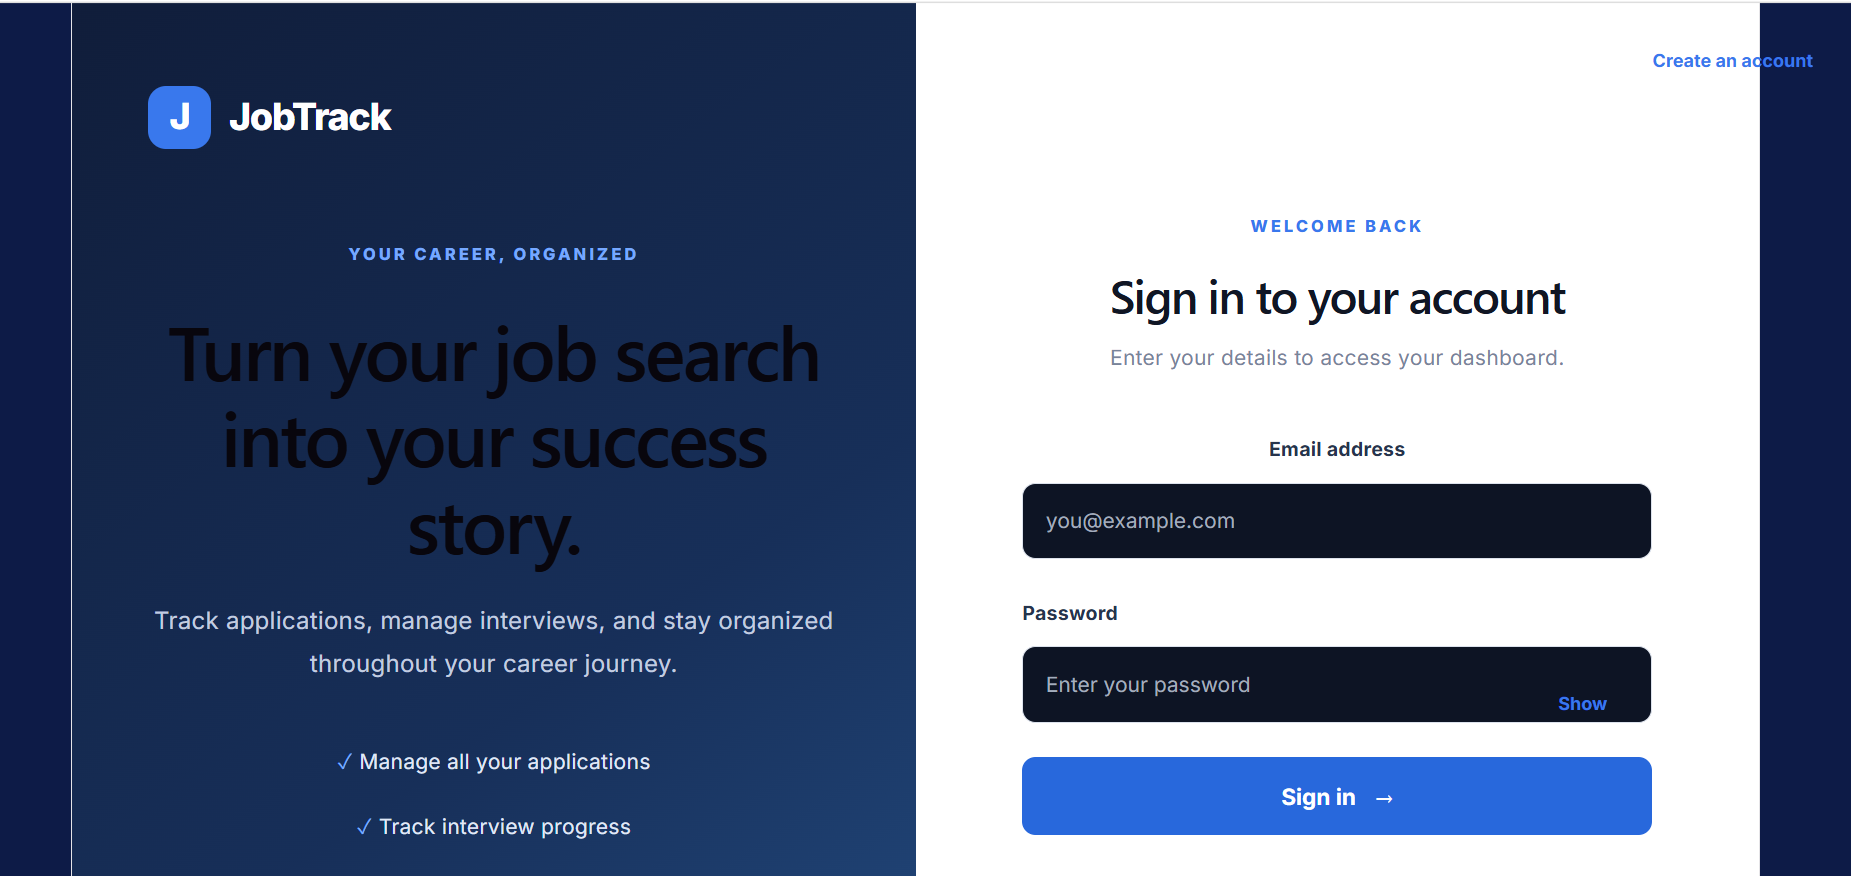 J JobTrack
YOUR CAREER, ORGANIZED
Turn your job search
into your success
story.
Track applications, manage interviews, and stay organized
throughout your career journey.
✓ Manage all your applications
✓ Track interview progress
Create an account
WELCOME BACK
Sign in to your account
Enter your details to access your dashboard.
Email address
you@example.com
Password
Enter your password
Show
Sign in →